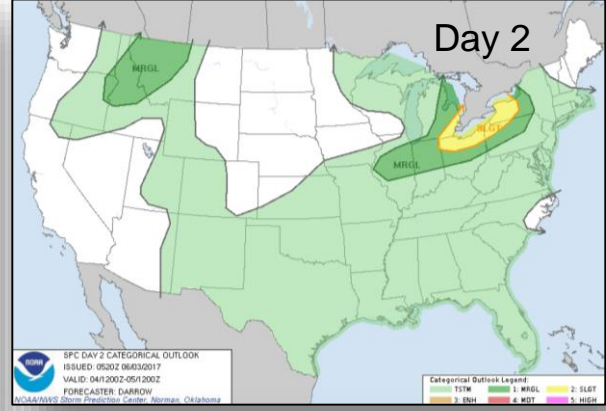 Day 2
MRGL
SLGT
MRGL
NOAA
SPC DAY 2 CATEGORICAL OUTLOOK
ISSUED: 0520Z 06/03/2017
VALID: 04/1200Z-05/1200Z
FORECASTER: DARROW
NOAA/NWS Storm Prediction Center, Norman, Oklahoma
Categorical Outlook Legend:
TSTM 1: MRGL 2: SLGT
3: ENH 4: MDT 5: HIGH